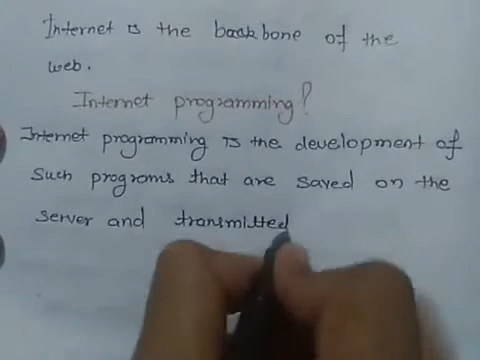 Internet is the backbone of the
web.
Internet programming?
Internet programming is the development of
such programs that are saved on the
server and transmitted